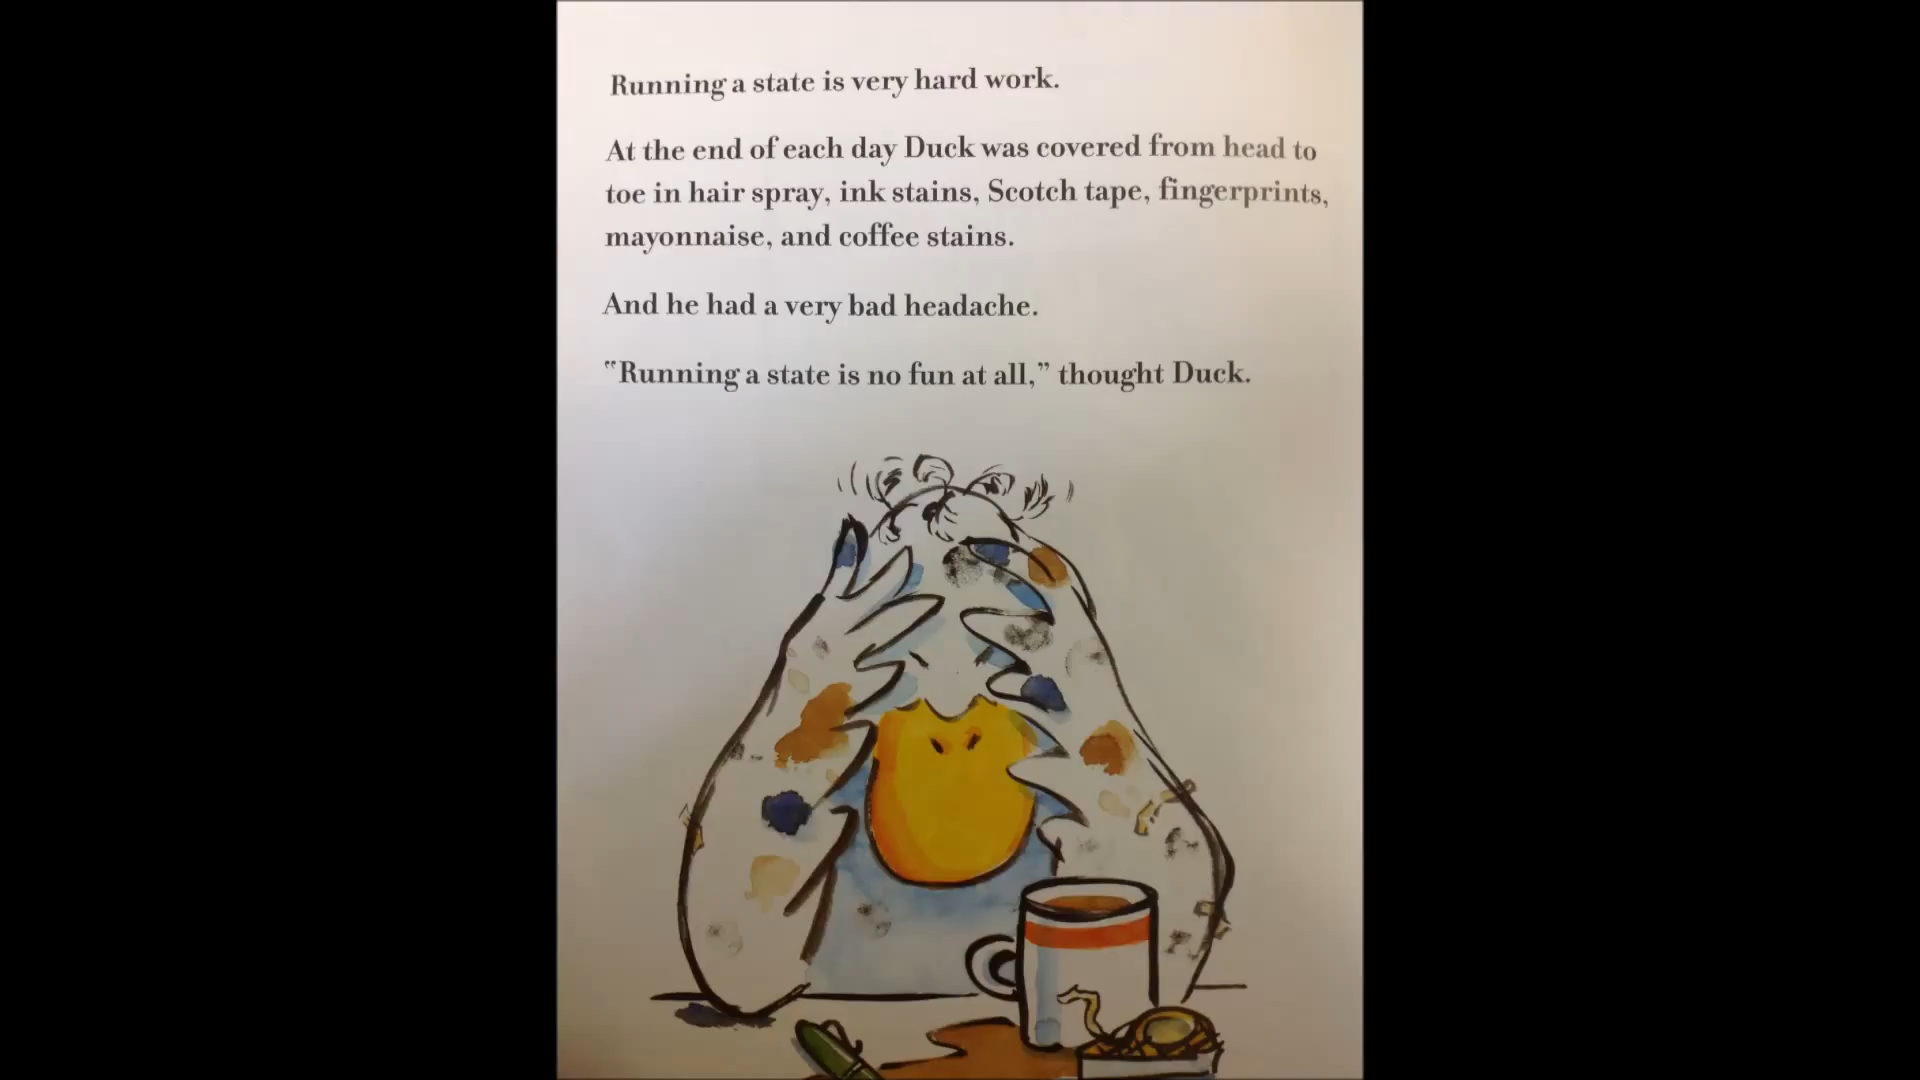 Running a state is very hard work.
At the end of each day Duck was covered from head to
toe in hair spray, ink stains, Scotch tape, fingerprints,
mayonnaise, and coffee stains.
And he had a very bad headache.
“Running a state is no fun at all,” thought Duck.